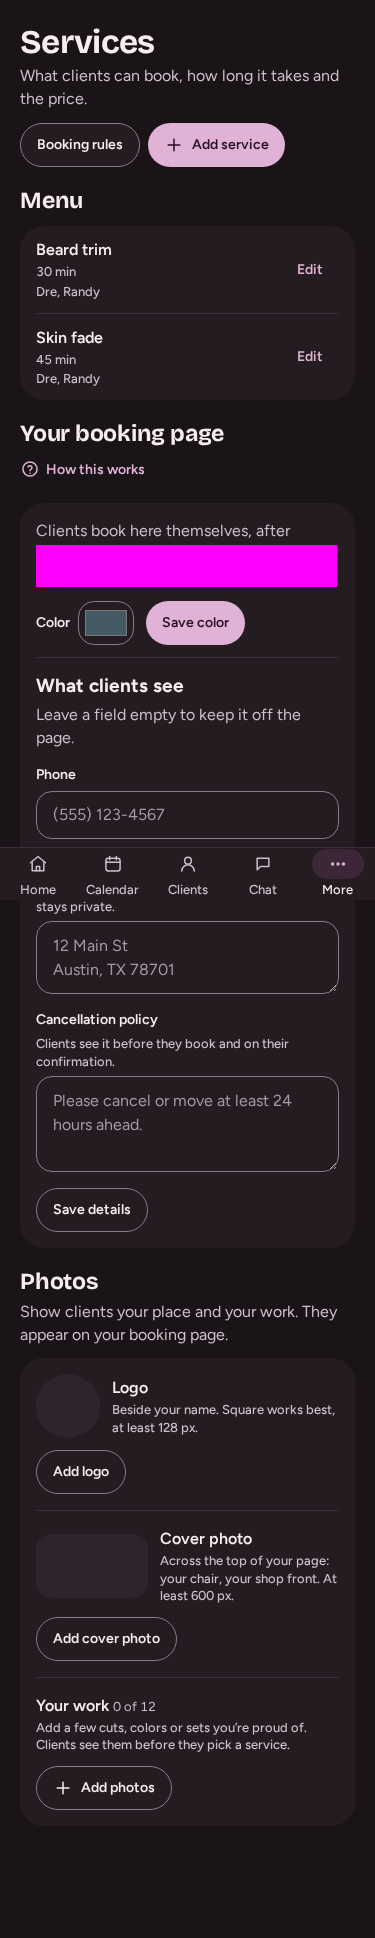 Services
What clients can book, how long it takes and
the price.
Booking rules
Add service
Menu
Beard trim
30 min
Dre, Randy
Edit
Skin fade
45 min
Dre, Randy
Edit
Your booking page
How this works
Clients book here themselves, after
Color
Save color
What clients see
Leave a field empty to keep it off the
page.
Phone
(555) 123-4567
Home
Calendar
Clients
Chat
More
stays private.
12 Main St
Austin, TX 78701
Cancellation policy
Clients see it before they book and on their
confirmation.
Please cancel or move at least 24
hours ahead.
Save details
Photos
Show clients your place and your work. They
appear on your booking page.
Logo
Beside your name. Square works best,
at least 128 px.
Add logo
Cover photo
Across the top of your page:
your chair, your shop front. At
least 600 px.
Add cover photo
Your work 0 of 12
Add a few cuts, colors or sets you’re proud of.
Clients see them before they pick a service.
Add photos